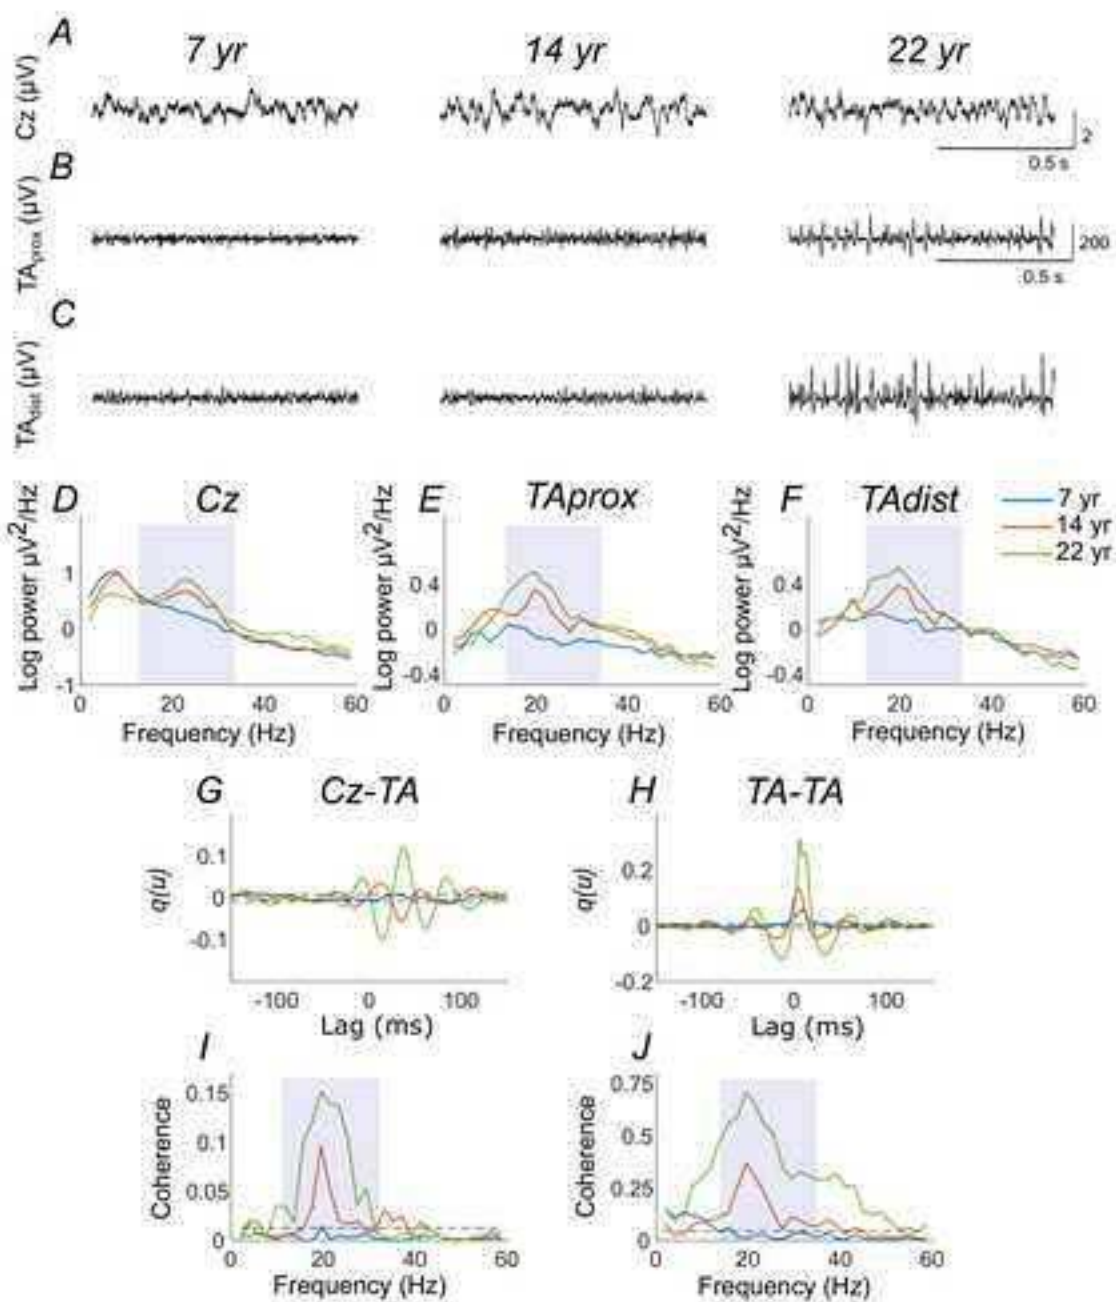 A
7 yr 14 yr 22 yr
Cz (µV)
2
0.5 s
B
TAprox (µV)
200
0.5 s
C
TAdist (µV)
D Cz E TAprox F TAdist
7 yr
14 yr
22 yr
Log power µV²/Hz Log power µV²/Hz Log power µV²/Hz
1 0.4 0.4
0 0 0
-1 -0.4 -0.4
0 20 40 60 0 20 40 60 0 20 40 60
Frequency (Hz) Frequency (Hz) Frequency (Hz)
G Cz-TA H TA-TA
q(u) q(u)
0.1 0.2
0 0
-0.1 -0.2
-100 0 100 -100 0 100
Lag (ms) Lag (ms)
I J
Coherence Coherence
0.15 0.75
0.1 0.5
0.05 0.25
0 0
0 20 40 60 0 20 40 60
Frequency (Hz) Frequency (Hz)